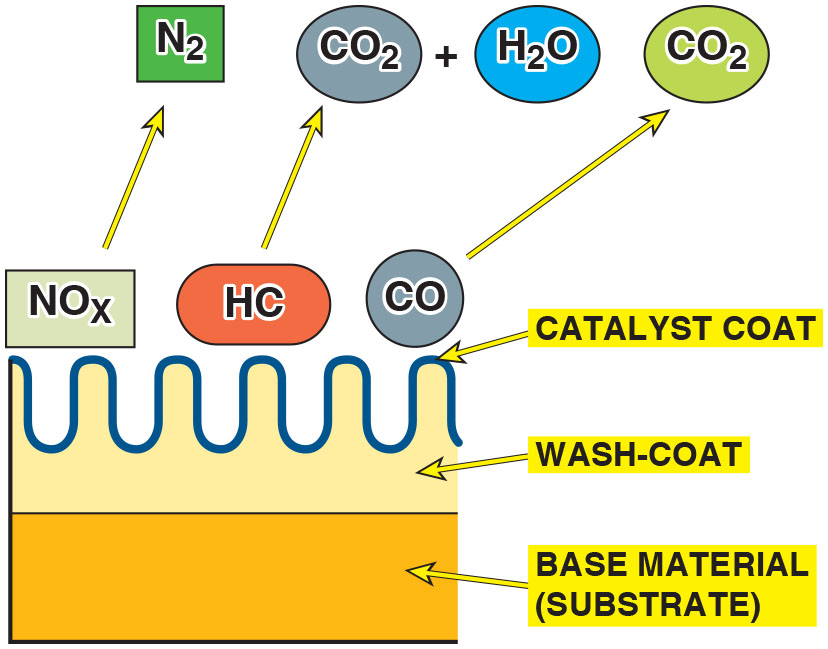 N2 CO2 + H2O CO2
NOX HC CO
CATALYST COAT
WASH-COAT
BASE MATERIAL
(SUBSTRATE)